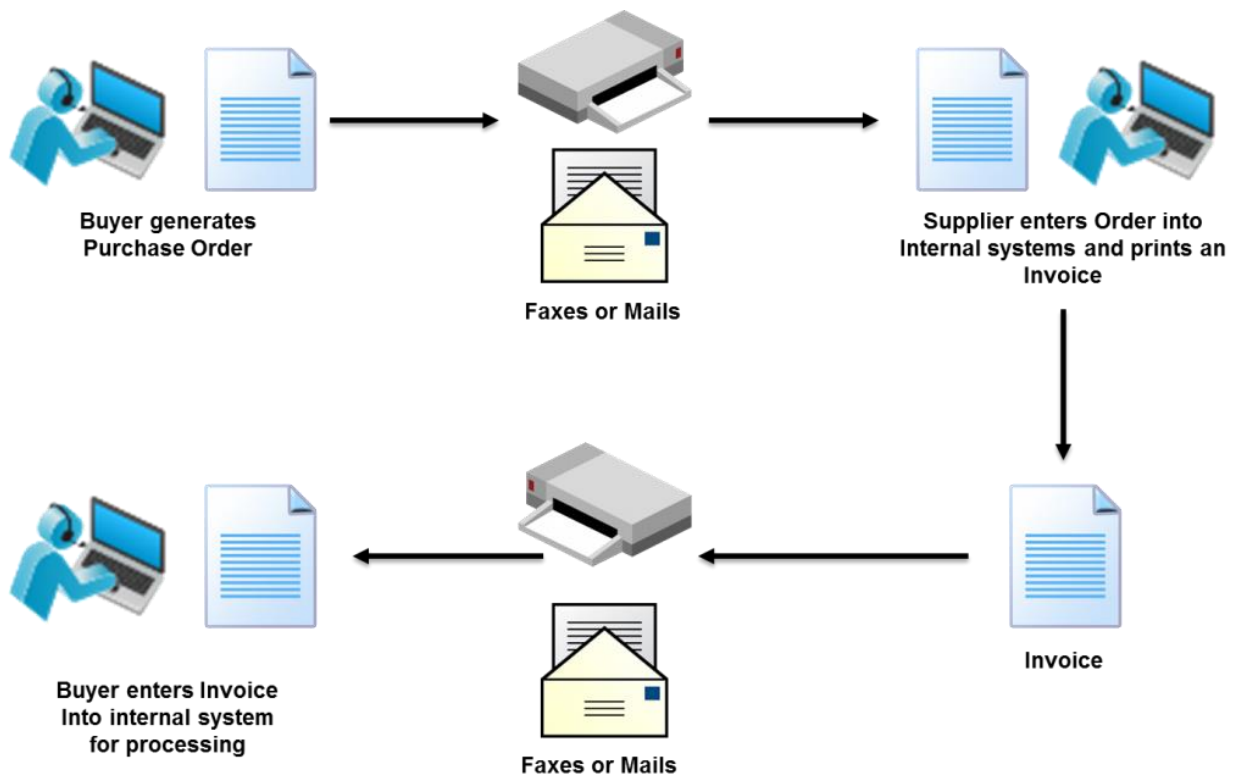 Buyer generates
Purchase Order
Faxes or Mails
Supplier enters Order into
Internal systems and prints an
Invoice
Invoice
Faxes or Mails
Buyer enters Invoice
Into internal system
for processing